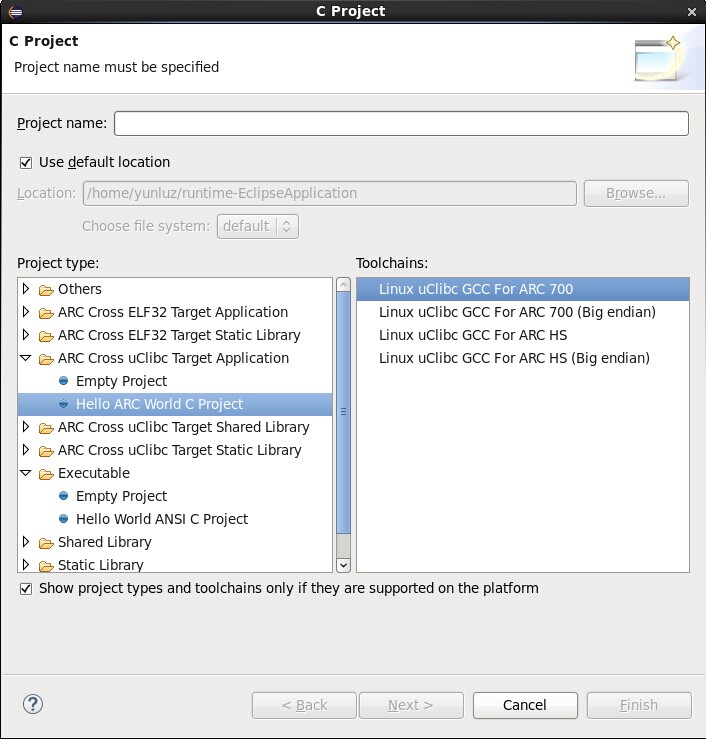 C Project
C Project
Project name must be specified
Project name:
Use default location
Location: /home/yunluz/runtime-EclipseApplication Browse...
Choose file system: default
Project type:
Others
ARC Cross ELF32 Target Application
ARC Cross ELF32 Target Static Library
ARC Cross uClibc Target Application
Empty Project
Hello ARC World C Project
ARC Cross uClibc Target Shared Library
ARC Cross uClibc Target Static Library
Executable
Empty Project
Hello World ANSI C Project
Shared Library
Static Library
Toolchains:
Linux uClibc GCC For ARC 700
Linux uClibc GCC For ARC 700 (Big endian)
Linux uClibc GCC For ARC HS
Linux uClibc GCC For ARC HS (Big endian)
Show project types and toolchains only if they are supported on the platform
? < Back Next > Cancel Finish